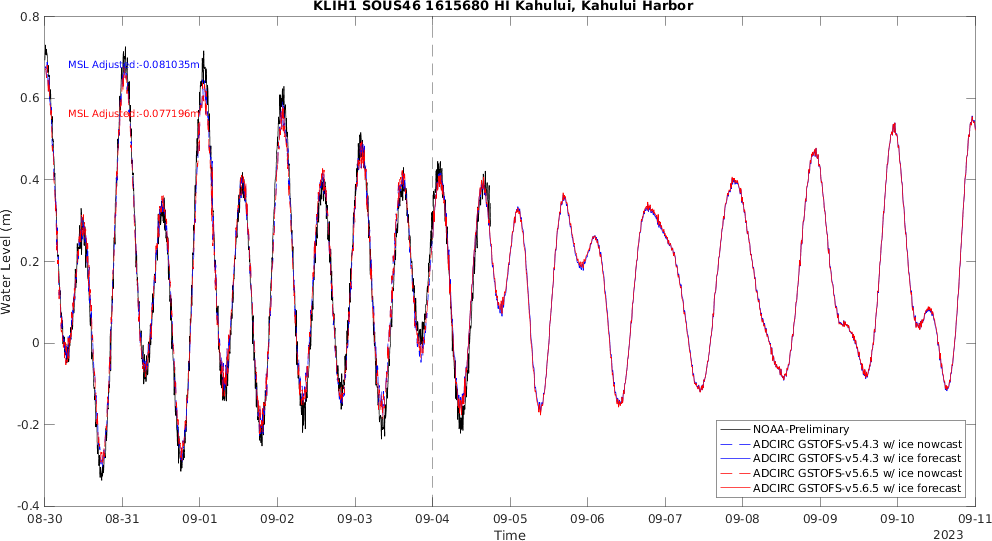 KLIH1 SOUS46 1615680 HI Kahului, Kahului Harbor
0.8
MSL Adjusted:-0.081035m
0.6
MSL Adjusted:-0.077196m
0.4
0.2
0
-0.2
-0.4
Water Level (m)
NOAA-Preliminary
ADCIRC GSTOFS-v5.4.3 w/ ice nowcast
ADCIRC GSTOFS-v5.4.3 w/ ice forecast
ADCIRC GSTOFS-v5.6.5 w/ ice nowcast
ADCIRC GSTOFS-v5.6.5 w/ ice forecast
08-30 08-31 09-01 09-02 09-03 09-04 09-05 09-06 09-07 09-08 09-09 09-10 09-11
Time
2023